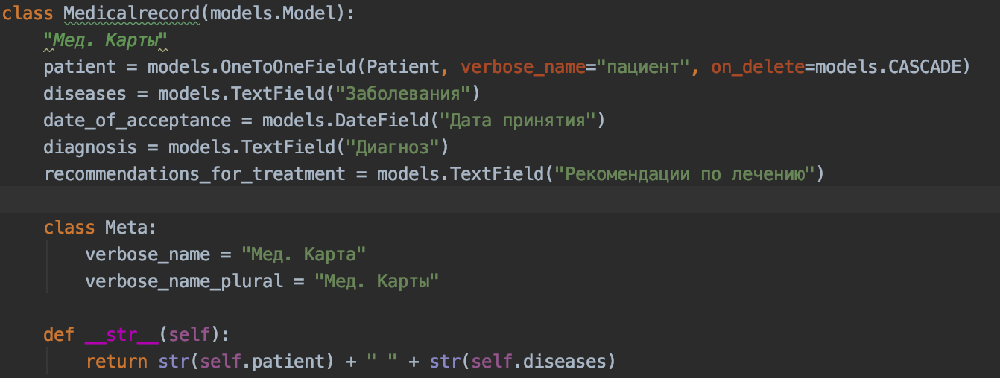 class Medicalrecord(models.Model):
    "Мед. Карты"
    patient = models.OneToOneField(Patient, verbose_name="пациент", on_delete=models.CASCADE)
    diseases = models.TextField("Заболевания")
    date_of_acceptance = models.DateField("Дата принятия")
    diagnosis = models.TextField("Диагноз")
    recommendations_for_treatment = models.TextField("Рекомендации по лечению")
    class Meta:
        verbose_name = "Мед. Карта"
        verbose_name_plural = "Мед. Карты"
    def __str__(self):
        return str(self.patient) + " " + str(self.diseases)